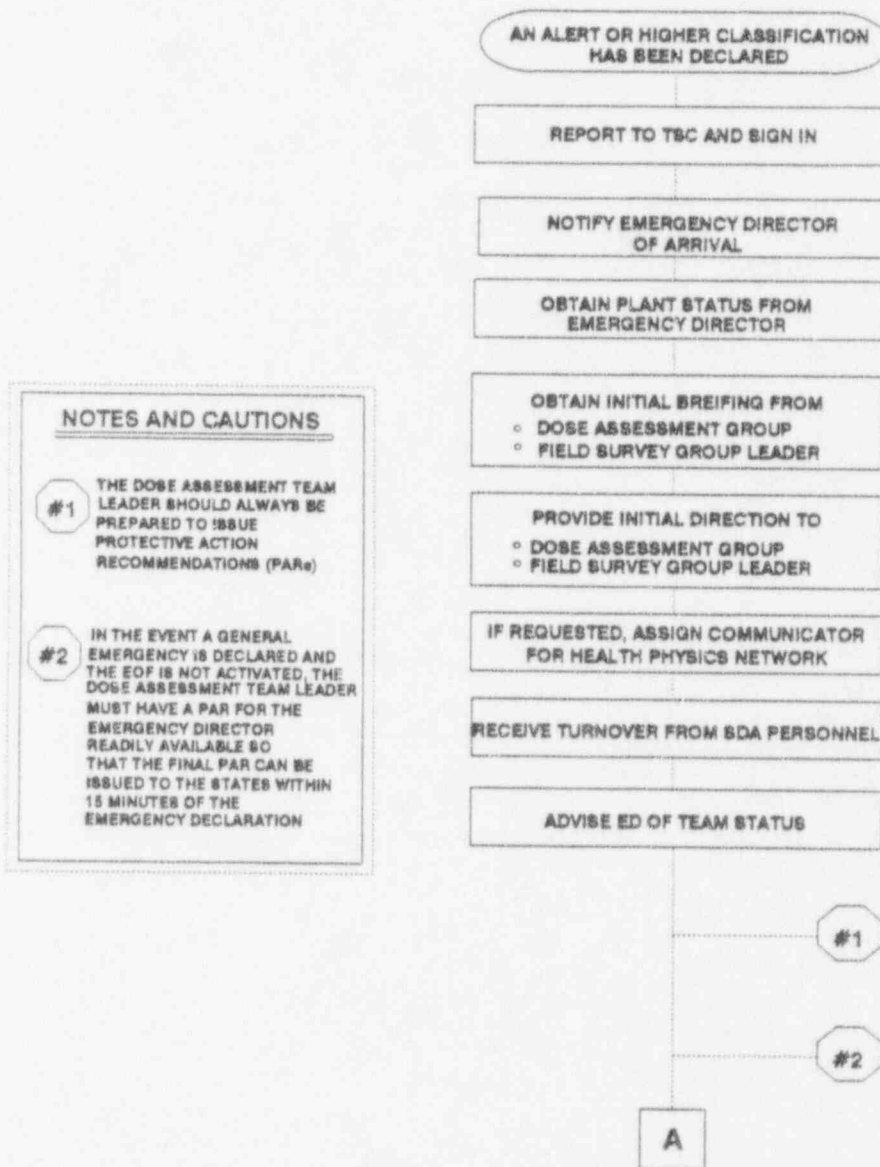 AN ALERT OR HIGHER CLASSIFICATION
HAS BEEN DECLARED
REPORT TO TSC AND SIGN IN
NOTIFY EMERGENCY DIRECTOR
OF ARRIVAL
OBTAIN PLANT STATUS FROM
EMERGENCY DIRECTOR
OBTAIN INITIAL BREIFING FROM
○ DOSE ASSESSMENT GROUP
○ FIELD SURVEY GROUP LEADER
PROVIDE INITIAL DIRECTION TO
○ DOSE ASSESSMENT GROUP
○ FIELD SURVEY GROUP LEADER
IF REQUESTED, ASSIGN COMMUNICATOR
FOR HEALTH PHYSICS NETWORK
RECEIVE TURNOVER FROM SDA PERSONNEL
ADVISE ED OF TEAM STATUS
#1
#2
A
NOTES AND CAUTIONS
#1
THE DOSE ASSESSMENT TEAM
LEADER SHOULD ALWAYS BE
PREPARED TO ISSUE
PROTECTIVE ACTION
RECOMMENDATIONS (PARs)
#2
IN THE EVENT A GENERAL
EMERGENCY IS DECLARED AND
THE EOF IS NOT ACTIVATED, THE
DOSE ASSESSMENT TEAM LEADER
MUST HAVE A PAR FOR THE
EMERGENCY DIRECTOR
READILY AVAILABLE SO
THAT THE FINAL PAR CAN BE
ISSUED TO THE STATES WITHIN
15 MINUTES OF THE
EMERGENCY DECLARATION